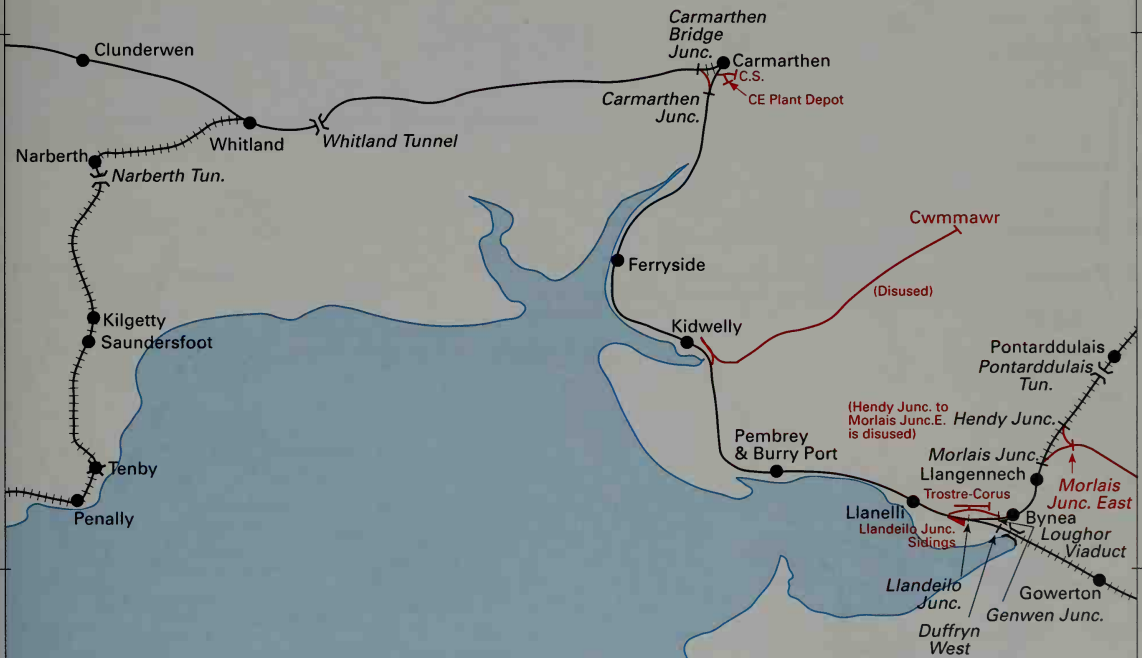 Carmarthen
Bridge
Junc.
Clunderwen
Carmarthen
C.S.
CE Plant Depot
Carmarthen
Junc.
Whitland
Whitland Tunnel
Narberth
Narberth Tun.
Cwmmawr
Ferryside
(Disused)
Kilgetty
Kidwelly
Saundersfoot
Pontarddulais
Pontarddulais
Tun.
(Hendy Junc. to
Morlais Junc.E.
is disused)
Hendy Junc.
Pembrey
& Burry Port
Morlais Junc.
Llangennech
Tenby
Morlais
Junc. East
Trostre-Corus
Penally
Llanelli
Bynea
Llandeilo Junc.
Sidings
Loughor
Viaduct
Llandeilo
Junc.
Gowerton
Genwen Junc.
Duffryn
West